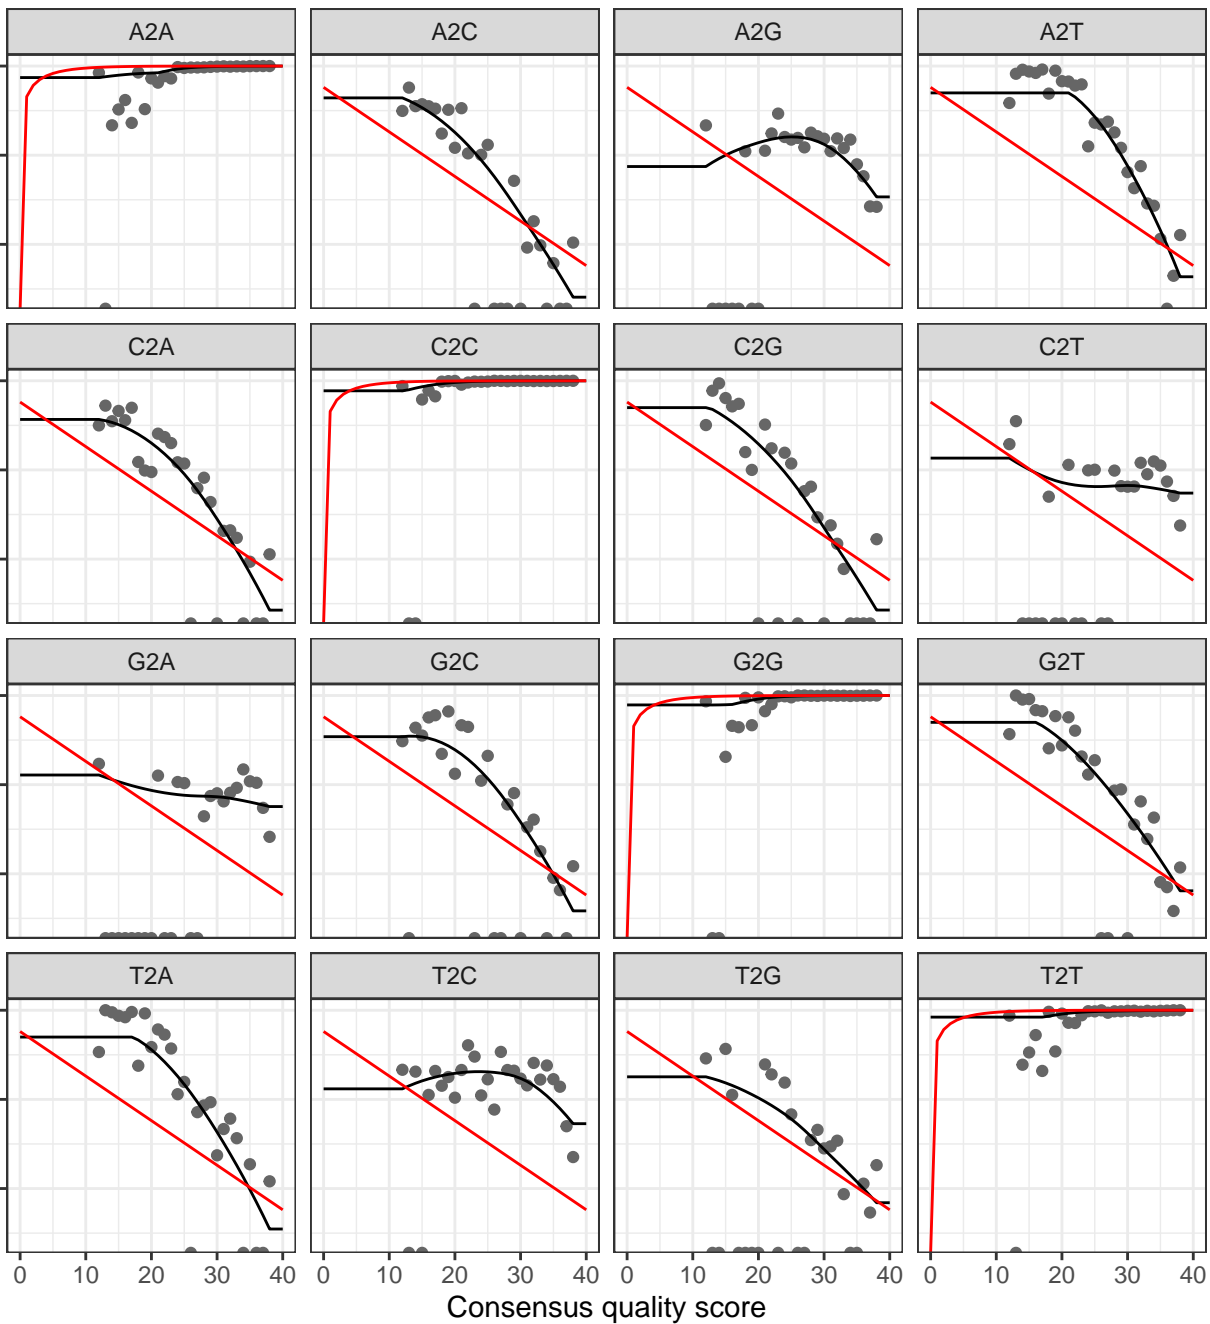 A2A A2C A2G A2T
C2A C2C C2G C2T
G2A G2C G2G G2T
T2A T2C T2G T2T
0 10 20 30 40 0 10 20 30 40 0 10 20 30 40 0 10 20 30 40
Consensus quality score